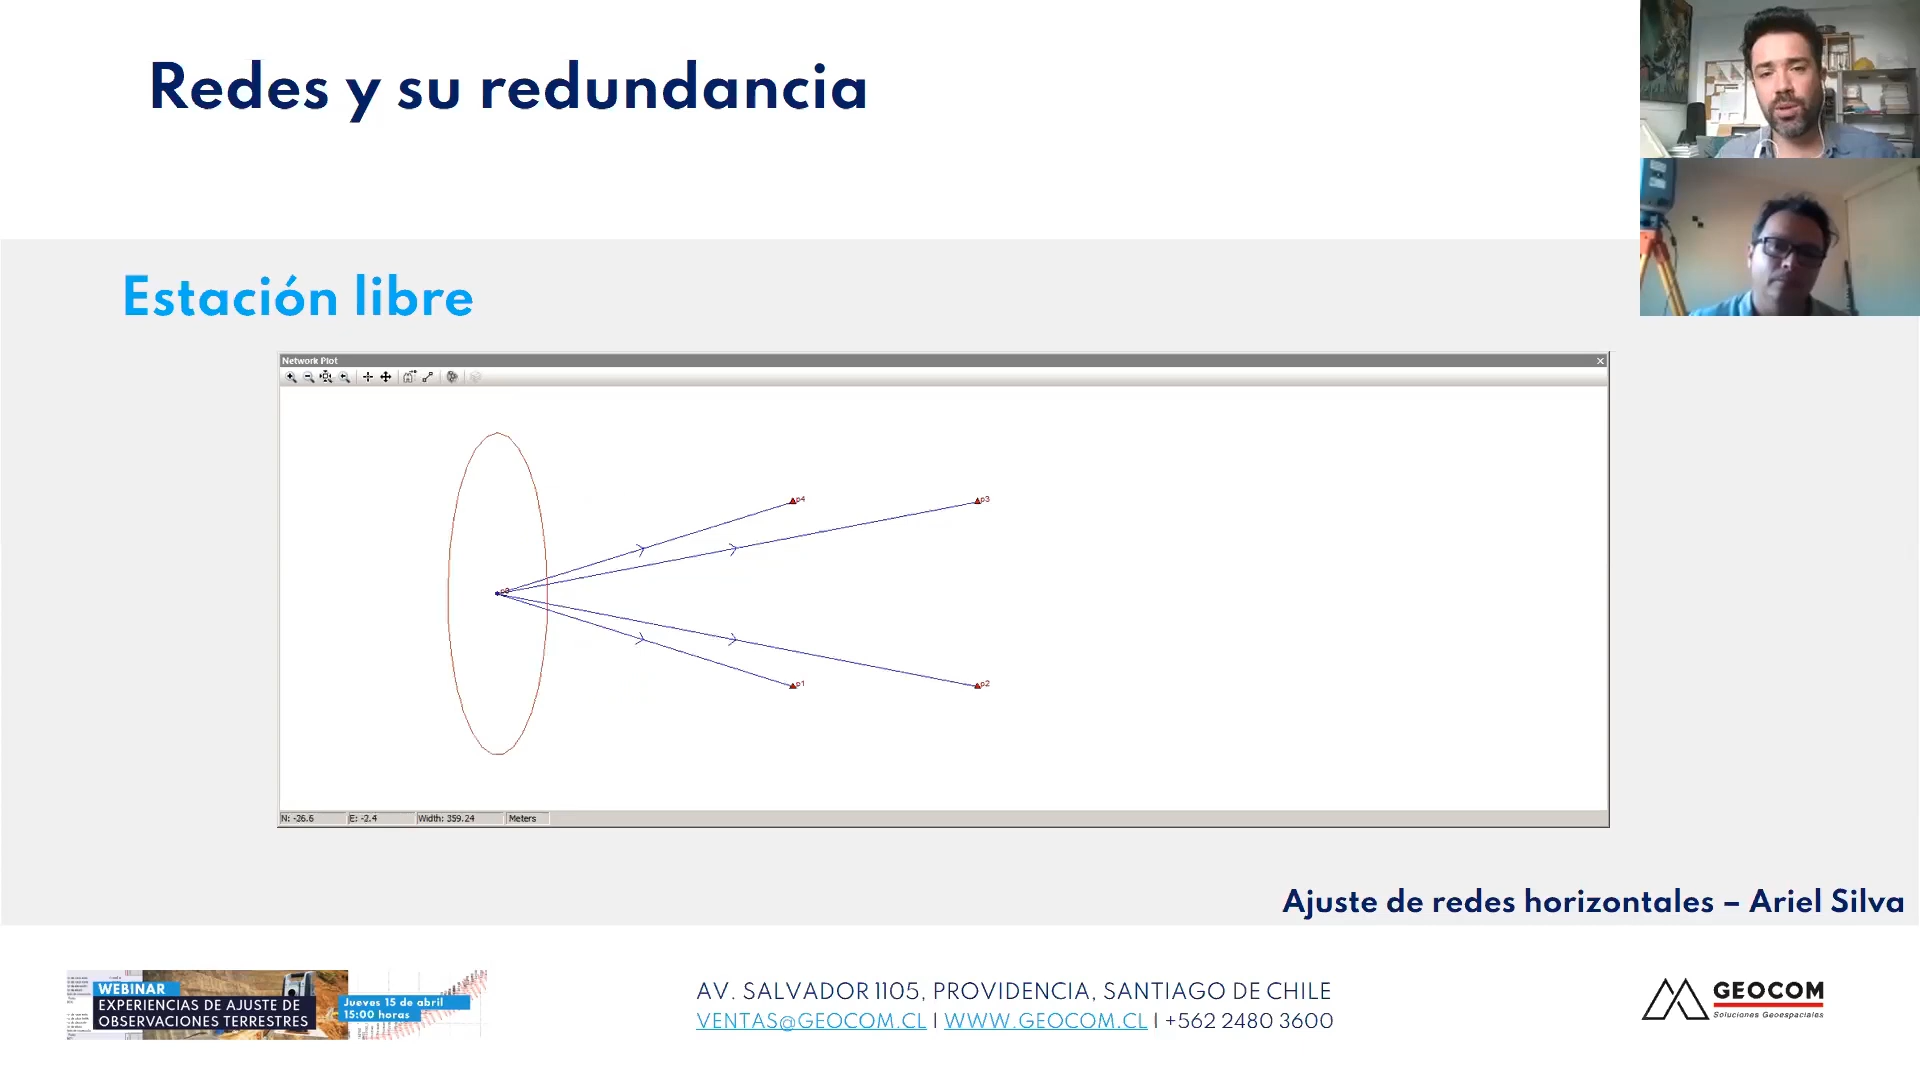 Redes y su redundancia
Estación libre
Network Plot
p4
p3
p1
p2
N: -26.6
E: -2.4
Width: 359.24
Meters
Ajuste de redes horizontales – Ariel Silva
WEBINAR
EXPERIENCIAS DE AJUSTE DE
OBSERVACIONES TERRESTRES
Jueves 15 de abril
15:00 horas
AV. SALVADOR 1105, PROVIDENCIA, SANTIAGO DE CHILE
VENTAS@GEOCOM.CL | WWW.GEOCOM.CL | +562 2480 3600
GEOCOM
Soluciones Geoespaciales